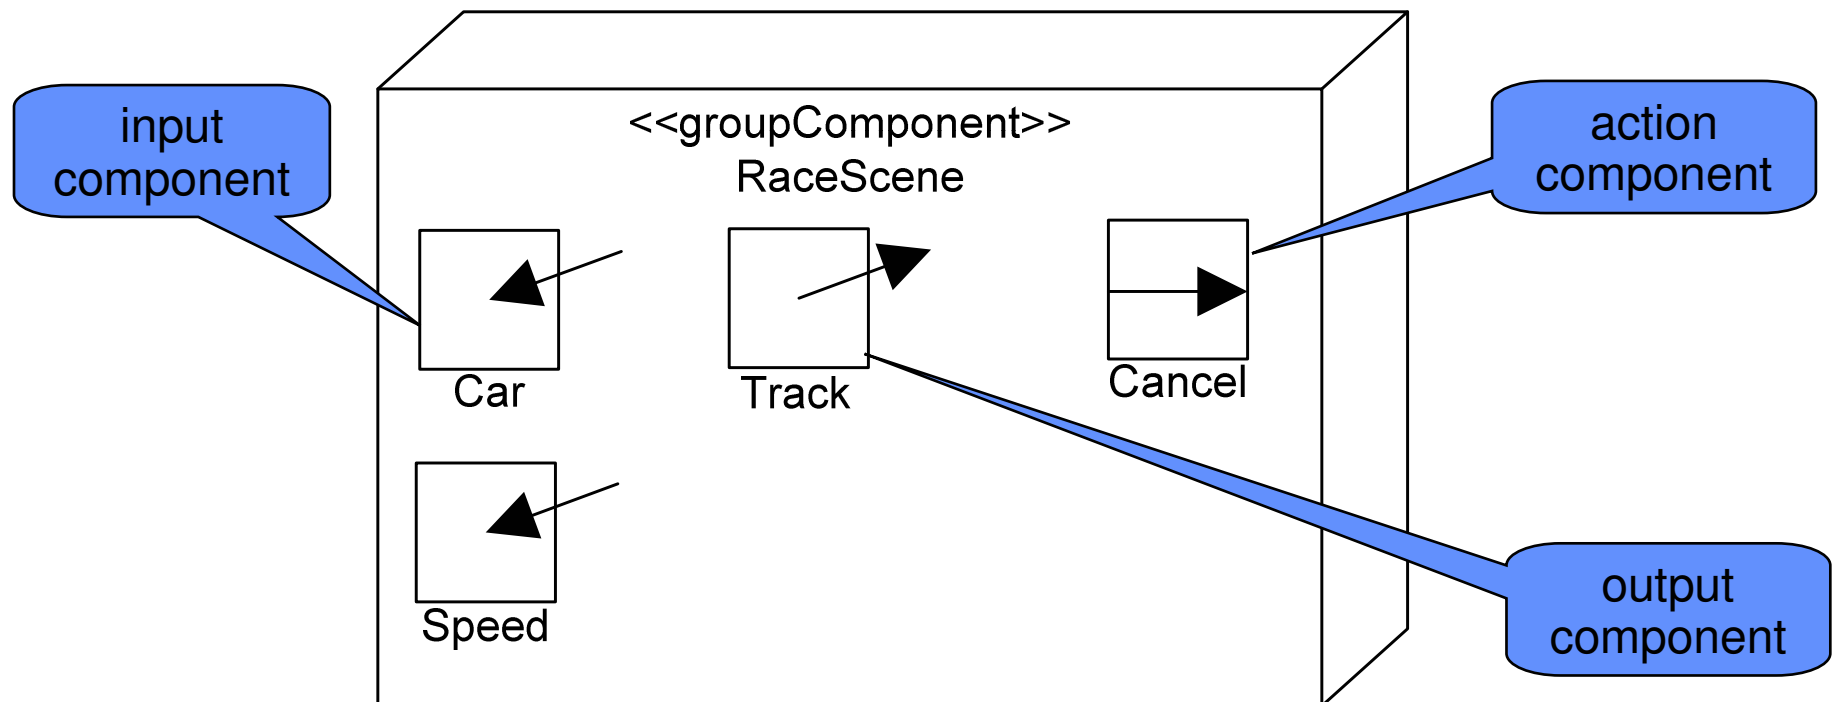 input
component
<<groupComponent>>
RaceScene
action
component
Car
Track
Cancel
Speed
output
component